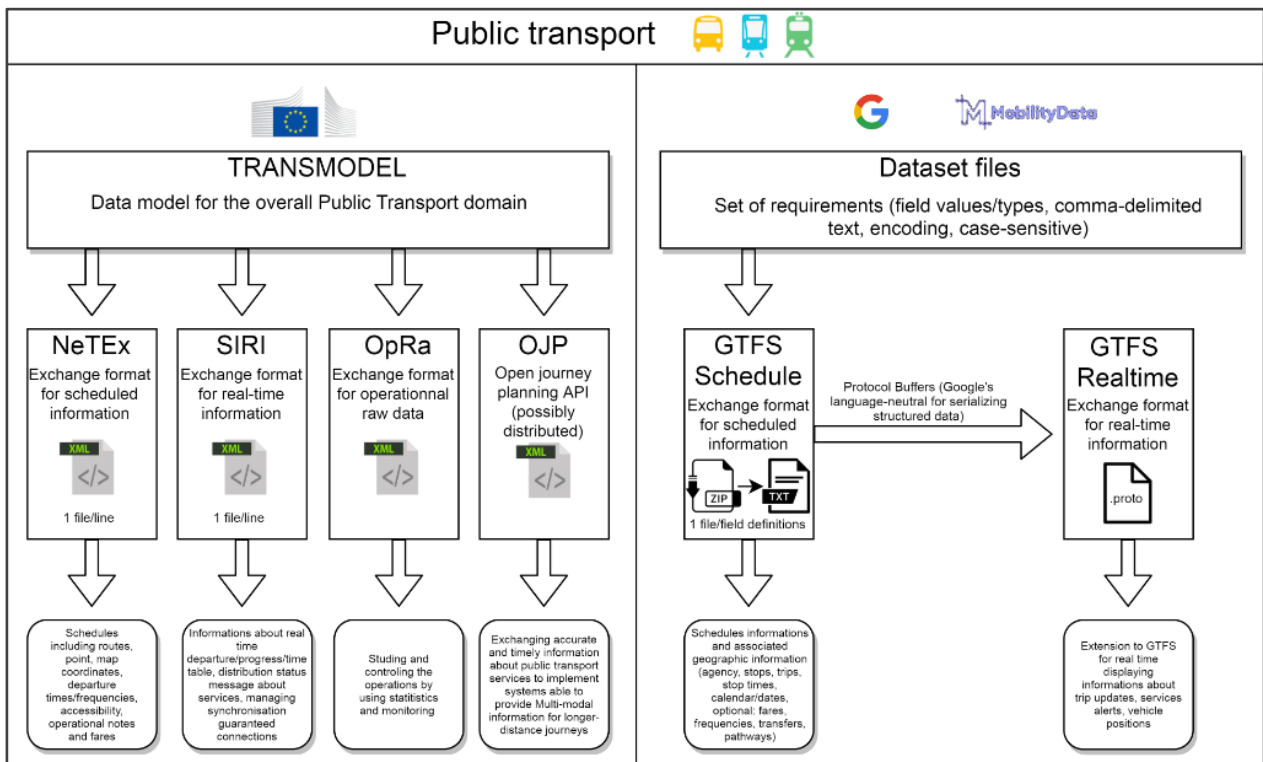 Public transport
TRANSMODEL
Data model for the overall Public Transport domain
NeTEx
Exchange format
for scheduled
information
XML
</>
1 file/line
Schedules
including routes,
point, map
coordinates,
departure
times/frequencies,
accessibility,
operational notes
and fares
SIRI
Exchange format
for real-time
information
XML
</>
1 file/line
Informations about real
time
departure/progress/time
table, distribution status
message about
services, managing
synchronisation
guaranteed
connections
OpRa
Exchange format
for operationnal
raw data
XML
</>
Studing and
controling the
operations by
using statitistics
and monitoring
OJP
Open journey
planning API
(possibly
distributed)
XML
</>
Exchanging accurate
and timely information
about public transport
services to implement
systems able to
provide Multi-modal
information for longer-
distance journeys
G
M MobilityData
Dataset files
Set of requirements (field values/types, comma-delimited
text, encoding, case-sensitive)
GTFS
Schedule
Exchange format
for scheduled
information
ZIP
TXT
1 file/field definitions
Schedules informations
and associated
geographic information
(agency, stops, trips,
stop times,
calendar/dates,
optional: fares,
frequencies, transfers,
pathways)
Protocol Buffers (Google's
language-neutral for serializing
structured data)
GTFS
Realtime
Exchange format
for real-time
information
.proto
Extension to GTFS
for real time
displaying
informations about
trip updates, services
alerts, vehicle
positions